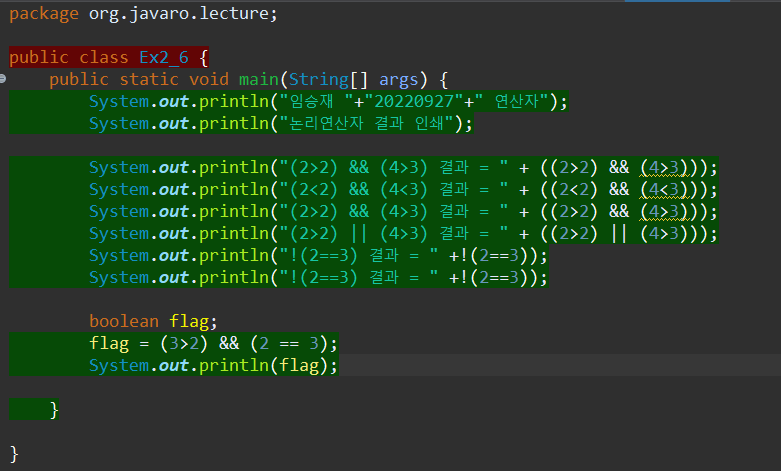 package org.javaro.lecture;
public class Ex2_6 {
public static void main(String[] args) {
System.out.println("임승재 "+"20220927"+" 연산자");
System.out.println("논리연산자 결과 인쇄");
System.out.println("(2>2) && (4>3) 결과 = " + ((2>2) && (4>3)));
System.out.println("(2<2) && (4<3) 결과 = " + ((2<2) && (4<3)));
System.out.println("(2>2) && (4>3) 결과 = " + ((2>2) && (4>3)));
System.out.println("(2>2) || (4>3) 결과 = " + ((2>2) || (4>3)));
System.out.println("!(2==3) 결과 = " +!(2==3));
System.out.println("!(2==3) 결과 = " +!(2==3));
boolean flag;
flag = (3>2) && (2 == 3);
System.out.println(flag);
}
}